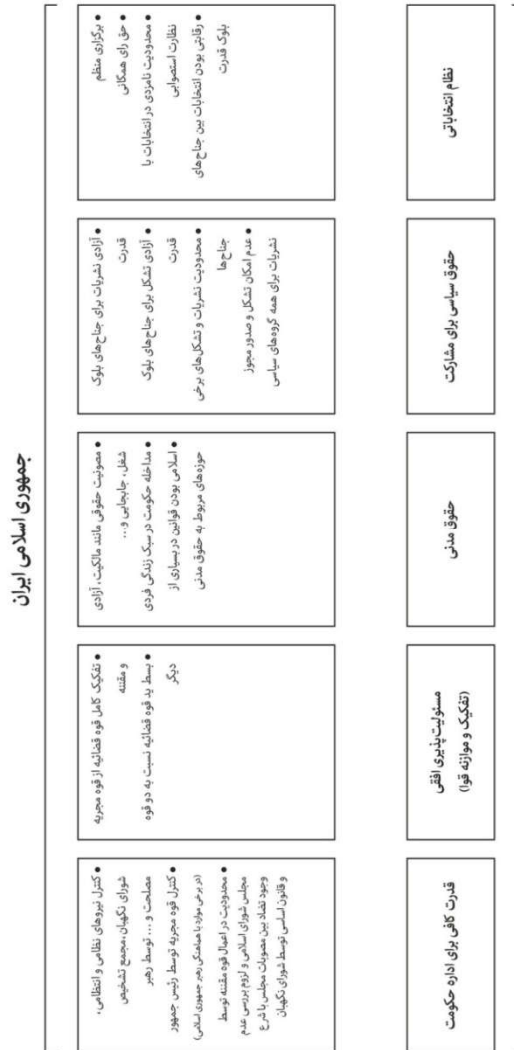 جمهوری اسلامی ایران
• برگزاری منظم
• حق رای همگانی
• محدودیت نامزدی در انتخابات با
نظارت استصوابی
• رقابتی بودن انتخابات بین جناح‌های
بلوک قدرت
نظام انتخاباتی
• آزادی نشریات برای جناح‌های بلوک
قدرت
• آزادی تشکل برای جناح‌های بلوک
قدرت
• محدودیت نشریات و تشکل‌های برخی
جناح‌ها
• عدم امکان تشکل و صدور مجوز
نشریات برای همه گروه‌های سیاسی
حقوق سیاسی برای مشارکت
• مصونیت حقوقی مانند مالکیت، آزادی
شغل، جابجایی و...
• مداخله حکومت در سبک زندگی فردی
• اسلامی بودن قوانین در بسیاری از
حوزه‌های مربوط به حقوق مدنی
حقوق مدنی
• تفکیک کامل قوه قضائیه از قوه مجریه
و مقننه
• بسط ید قوه قضائیه نسبت به دو قوه
دیگر
مسئولیت‌پذیری افقی
(تفکیک و موازنه قوا)
• کنترل نیروهای نظامی و انتظامی،
شورای نگهبان، مجمع تشخیص
مصلحت و ... توسط رهبر
• کنترل قوه مجریه توسط رئیس جمهور
(در برخی موارد با هماهنگی رهبر جمهوری اسلامی)
• محدودیت در اعمال قوه مقننه توسط
مجلس شورای اسلامی و لزوم بررسی عدم
وجود تضاد بین مصوبات مجلس با شرع
و قانون اساسی توسط شورای نگهبان
قدرت کافی برای اداره حکومت